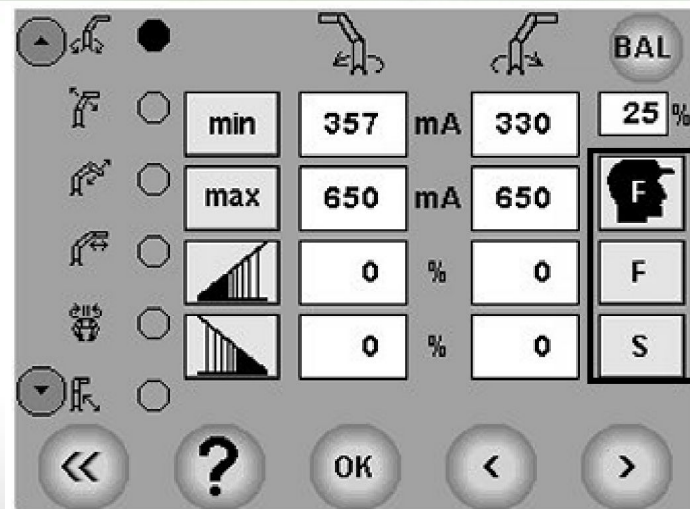 BAL
min 357 mA 330 25 %
max 650 mA 650 F
0 % 0 F
0 % 0 S
« ? OK < >